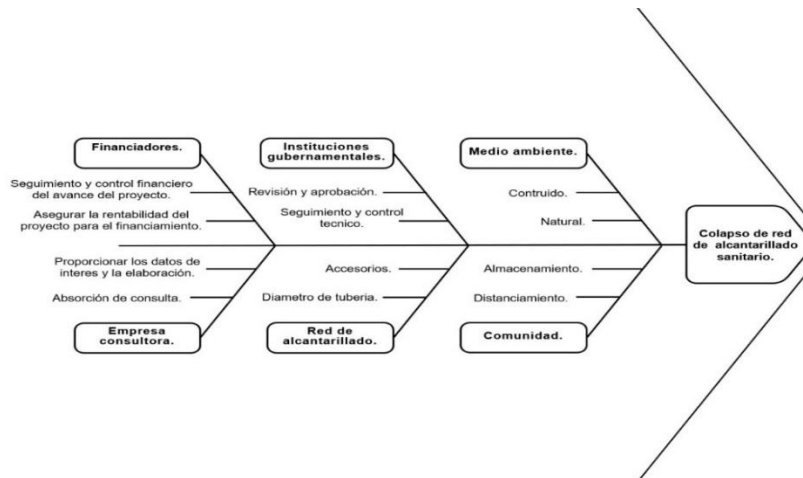 Financiadores.
Seguimiento y control financiero
del avance del proyecto.
Asegurar la rentabilidad del
proyecto para el financiamiento.
Instituciones
gubernamentales.
Revisión y aprobación.
Seguimiento y control
tecnico.
Medio ambiente.
Contruido.
Natural.
Colapso de red
de alcantarillado
sanitario.
Proporcionar los datos de
interes y la elaboración.
Absorción de consulta.
Empresa
consultora.
Accesorios.
Diametro de tuberia.
Red de
alcantarillado.
Almacenamiento.
Distanciamiento.
Comunidad.